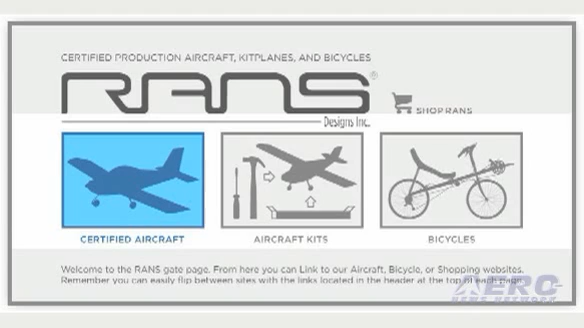 CERTIFIED PRODUCTION AIRCRAFT, KITPLANES, AND BICYCLES
RANS®
Designs Inc.
SHOP RANS
CERTIFIED AIRCRAFT
AIRCRAFT KITS
BICYCLES
Welcome to the RANS gate page. From here you can Link to our Aircraft, Bicycle, or Shopping websites.
Remember you can easily flip between sites with the links located in the header at the top of each page.
AERO
NEWS NETWORK